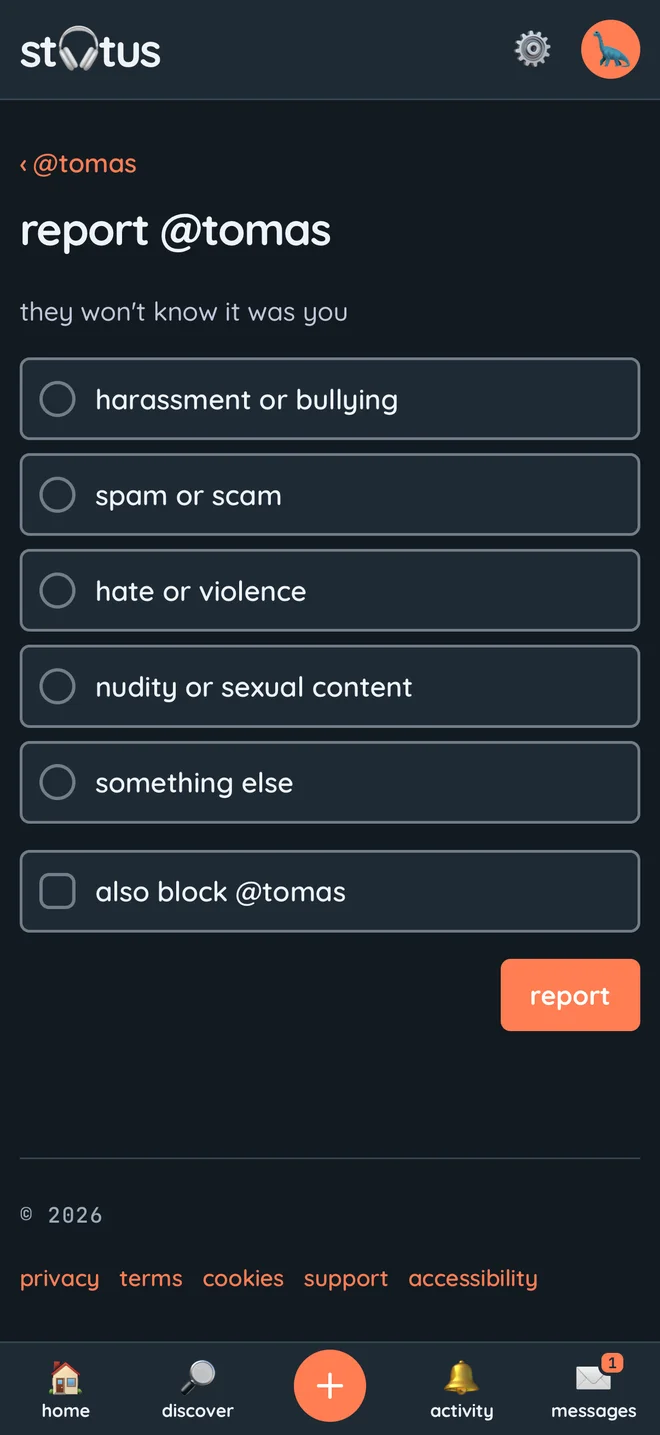 st🎧tus
‹ @tomas
report @tomas
they won't know it was you
harassment or bullying
spam or scam
hate or violence
nudity or sexual content
something else
also block @tomas
report
© 2026
privacy terms cookies support accessibility
1
home discover activity messages